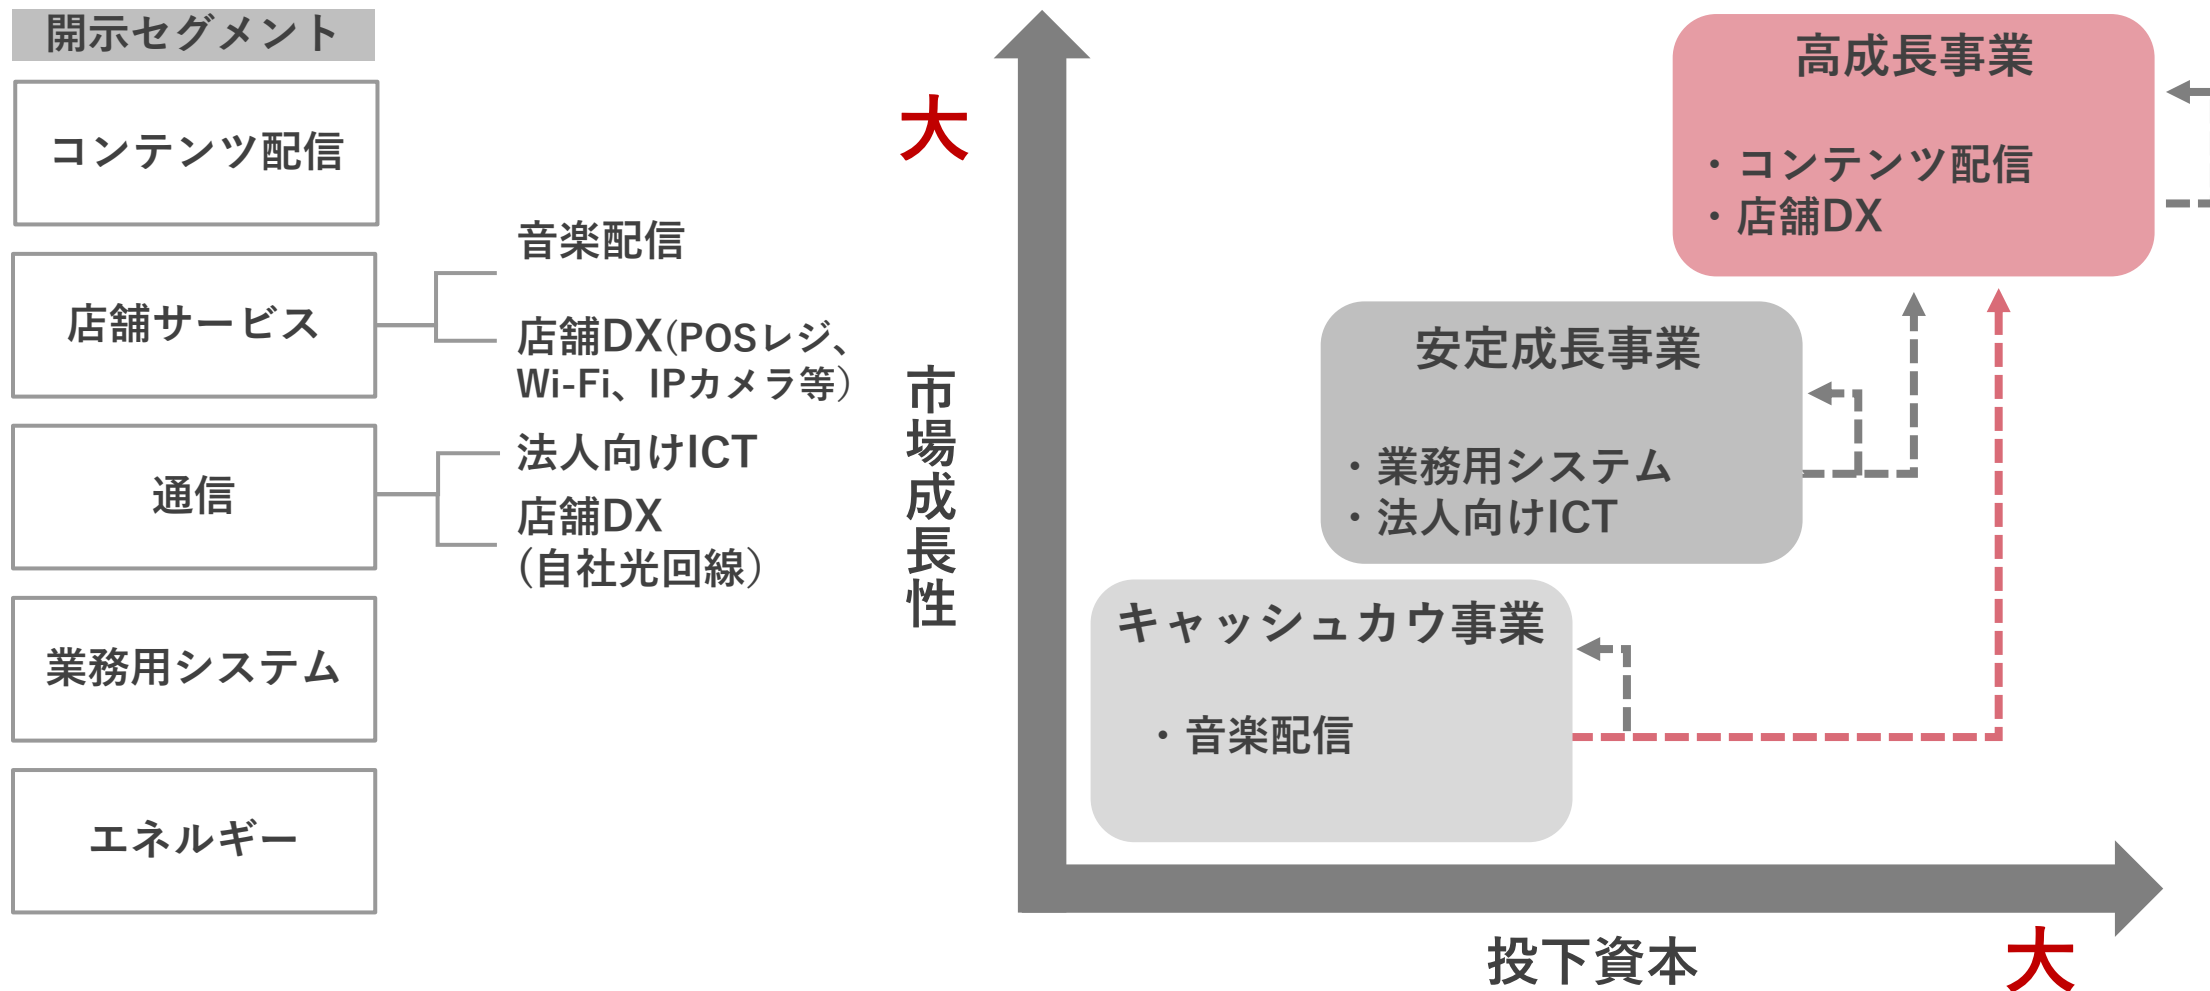 開示セグメント
コンテンツ配信
店舗サービス
通信
業務用システム
エネルギー
音楽配信
店舗DX(POSレジ、
Wi-Fi、IPカメラ等）
法人向けICT
店舗DX
（自社光回線）
大
市場成長性
高成長事業
・コンテンツ配信
・店舗DX
安定成長事業
・業務用システム
・法人向けICT
キャッシュカウ事業
・音楽配信
投下資本
大